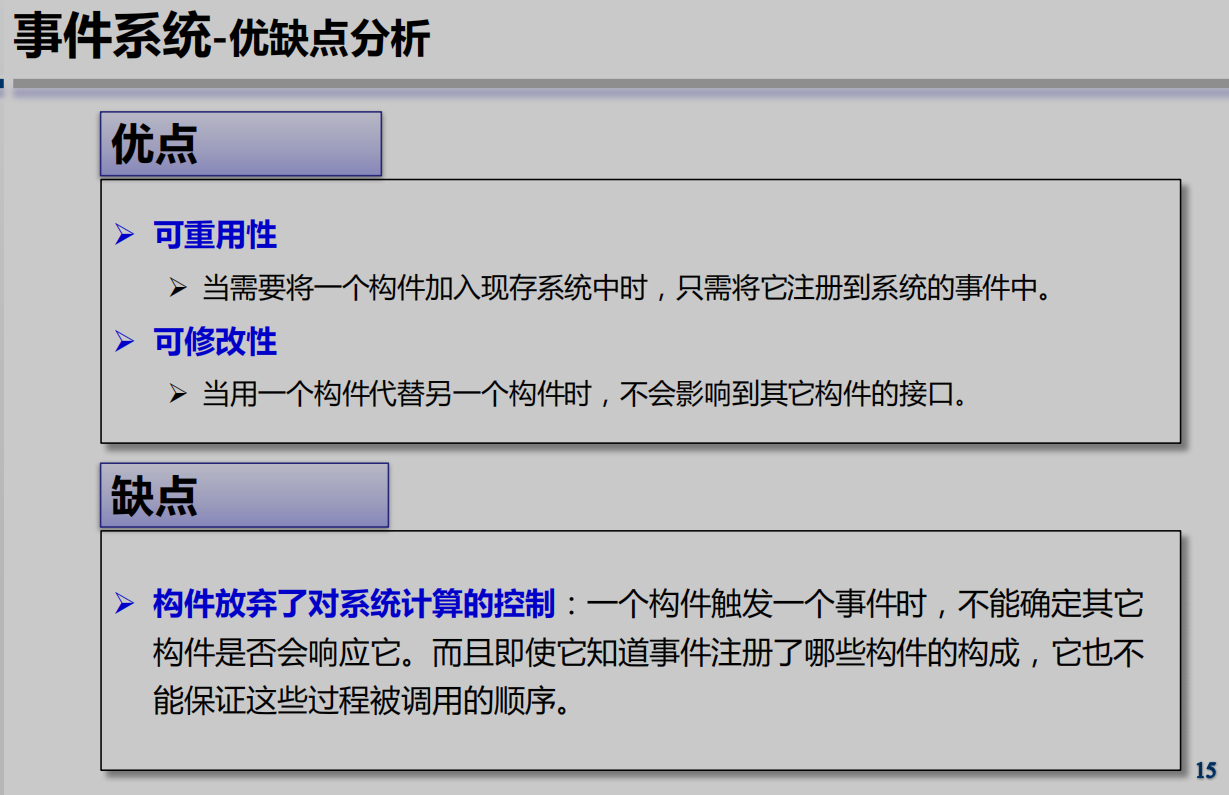 事件系统-优缺点分析
优点
➢ 可重用性
➢ 当需要将一个构件加入现存系统中时，只需将它注册到系统的事件中。
➢ 可修改性
➢ 当用一个构件代替另一个构件时，不会影响到其它构件的接口。
缺点
➢ 构件放弃了对系统计算的控制：一个构件触发一个事件时，不能确定其它
构件是否会响应它。而且即使它知道事件注册了哪些构件的构成，它也不
能保证这些过程被调用的顺序。
15